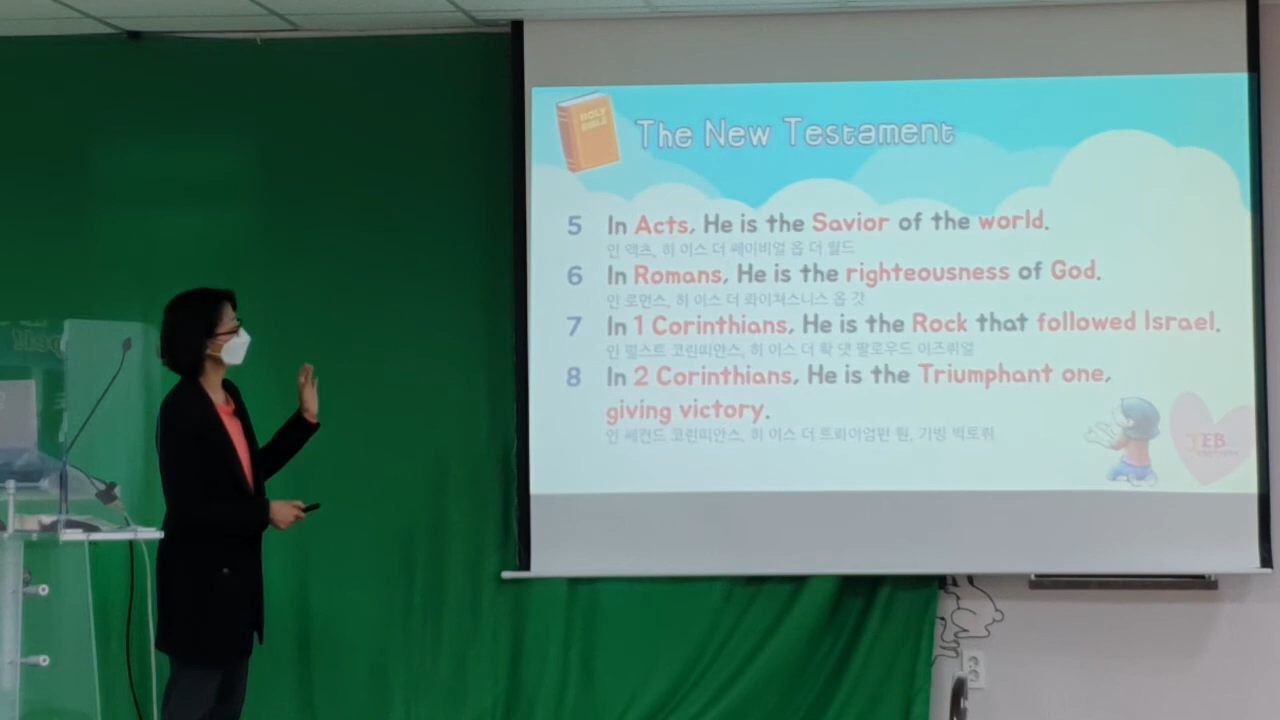 HOLY
BIBLE
The New Testament
5 In Acts, He is the Savior of the world.
인 액츠, 히 이스 더 쎄이비얼 옵 더 월드
6 In Romans, He is the righteousness of God.
인 로먼스, 히 이스 더 롸이쳐스니스 옵 갓
7 In 1 Corinthians, He is the Rock that followed Israel.
인 펄스트 코린띠안스, 히 이스 더 롹 댓 팔로우드 이즈뤼얼
8 In 2 Corinthians, He is the Triumphant one,
giving victory.
인 쎄컨드 코린띠안스, 히 이스 더 트롸이엄펀 원, 기빙 빅토뤼
JEB